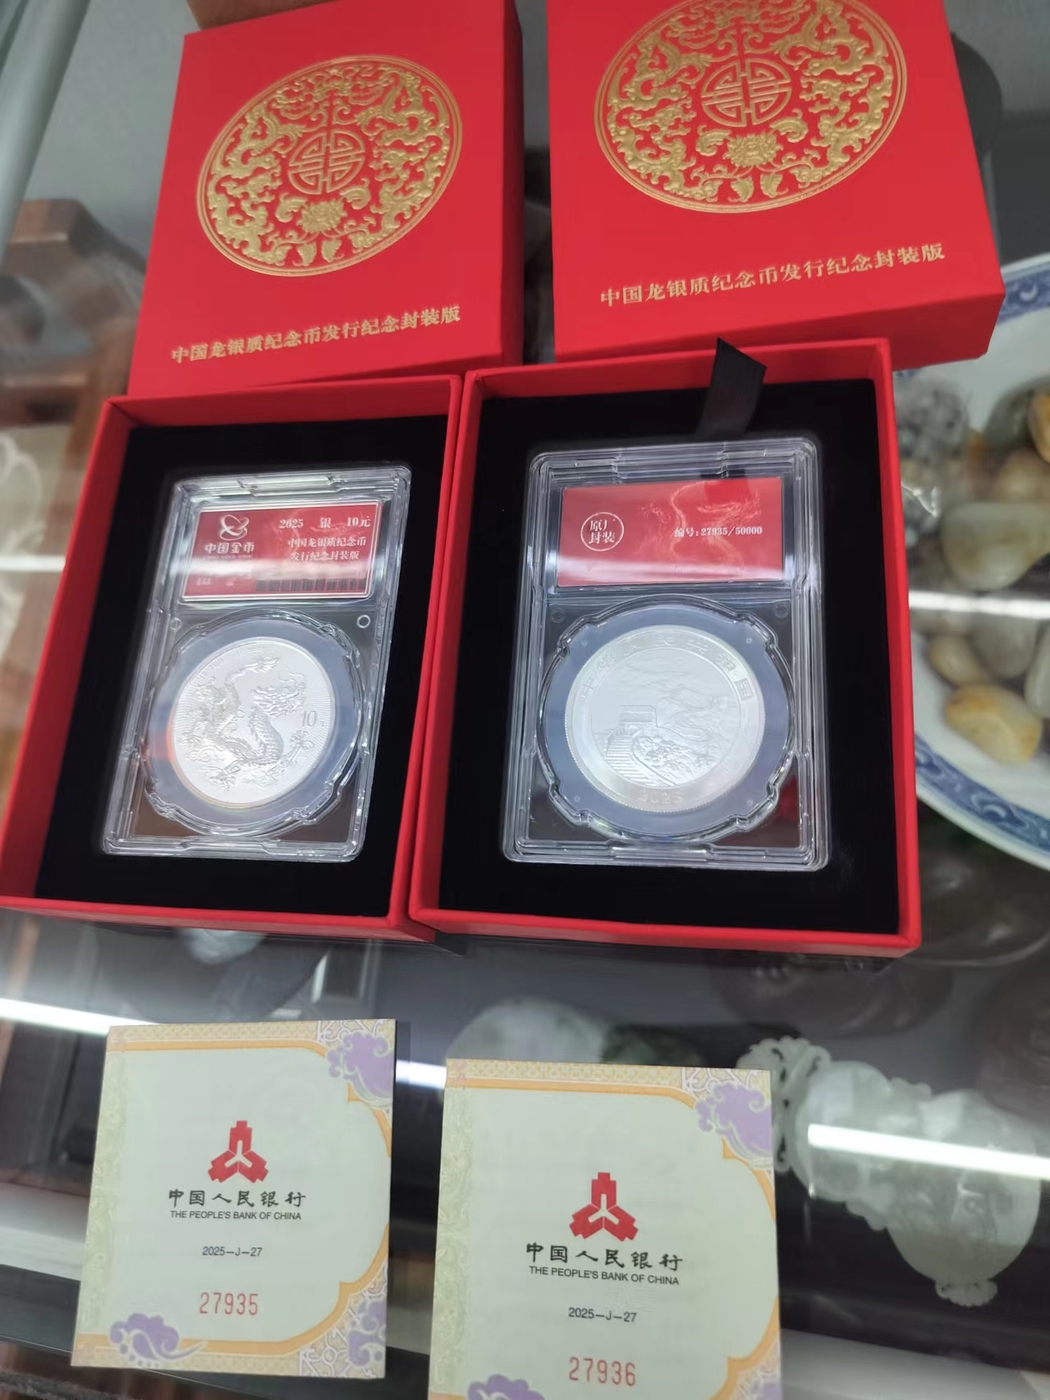 中国龙银质纪念币发行纪念封装版
中国龙银质纪念币发行纪念封装版
中国金币
2025 银 10元
中国龙银质纪念币
发行纪念封装版
原厂
封装
编号:27935/50000
10
2025
中国人民银行
THE PEOPLE'S BANK OF CHINA
2025-J-27
27935
中国人民银行
THE PEOPLE'S BANK OF CHINA
2025-J-27
27936